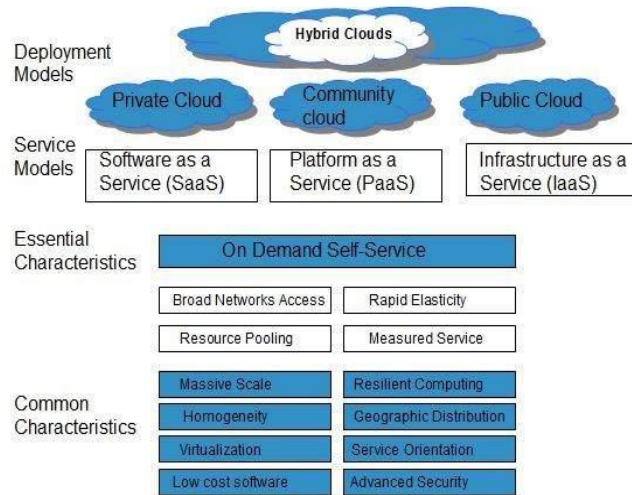 Hybrid Clouds
Deployment
Models
Private Cloud
Community
cloud
Public Cloud
Service
Models
Software as a
Service (SaaS)
Platform as a
Service (PaaS)
Infrastructure as a
Service (IaaS)
Essential
Characteristics
On Demand Self-Service
Broad Networks Access
Rapid Elasticity
Resource Pooling
Measured Service
Common
Characteristics
Massive Scale
Resilient Computing
Homogeneity
Geographic Distribution
Virtualization
Service Orientation
Low cost software
Advanced Security